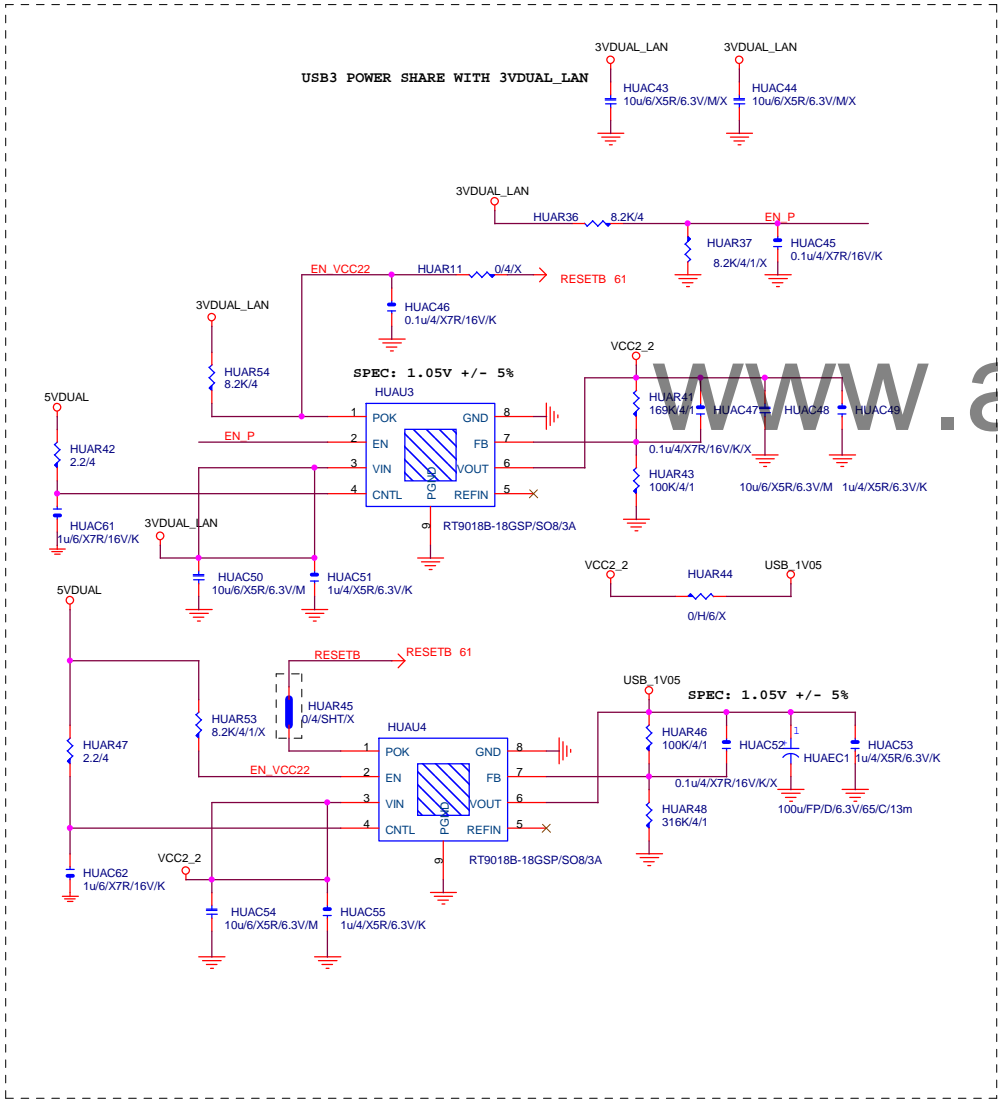 3VDUAL_LAN
3VDUAL_LAN
USB3 POWER SHARE WITH 3VDUAL_LAN
HUAC43
10u/6/X5R/6.3V/M/X
HUAC44
10u/6/X5R/6.3V/M/X
3VDUAL_LAN
HUAR36
8.2K/4
EN_P
HUAR37
8.2K/4/1/X
HUAC45
0.1u/4/X7R/16V/K
EN_VCC22
HUAR11
0/4/X
RESETB 61
HUAC46
0.1u/4/X7R/16V/K
3VDUAL_LAN
HUAR54
8.2K/4
SPEC: 1.05V +/- 5%
VCC2_2
www.a
5VDUAL
HUAR42
2.2/4
EN_P
HUAU3
1 POK
2 EN
3 VIN
4 CNTL
GND 8
FB 7
VOUT 6
REFIN 5
PGND
9
RT9018B-18GSP/SO8/3A
HUAR41
169K/4/1
HUAC47
0.1u/4/X7R/16V/K/X
HUAC48
10u/6/X5R/6.3V/M
HUAC49
1u/4/X5R/6.3V/K
HUAR43
100K/4/1
HUAC61
1u/6/X7R/16V/K
3VDUAL_LAN
HUAC50
10u/6/X5R/6.3V/M
HUAC51
1u/4/X5R/6.3V/K
VCC2_2
HUAR44
0/H/6/X
USB_1V05
5VDUAL
RESETB
RESETB 61
HUAR45
0/4/SHT/X
HUAR53
8.2K/4/1/X
HUAR47
2.2/4
EN_VCC22
USB_1V05
SPEC: 1.05V +/- 5%
HUAU4
1 POK
2 EN
3 VIN
4 CNTL
GND 8
FB 7
VOUT 6
REFIN 5
PGND
9
RT9018B-18GSP/SO8/3A
HUAR46
100K/4/1
HUAC52
0.1u/4/X7R/16V/K/X
1
+
HUAEC1
100u/FP/D/6.3V/65/C/13m
HUAC53
1u/4/X5R/6.3V/K
HUAR48
316K/4/1
HUAC62
1u/6/X7R/16V/K
VCC2_2
HUAC54
10u/6/X5R/6.3V/M
HUAC55
1u/4/X5R/6.3V/K